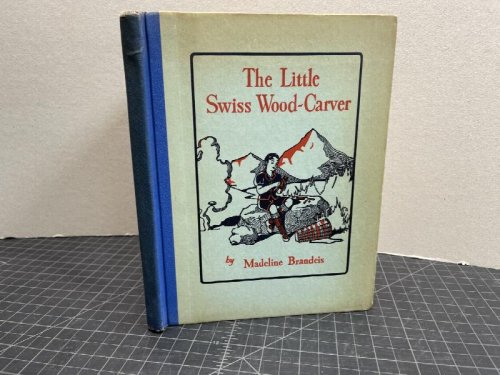 The Little
Swiss Wood-Carver
by Madeline Brandeis